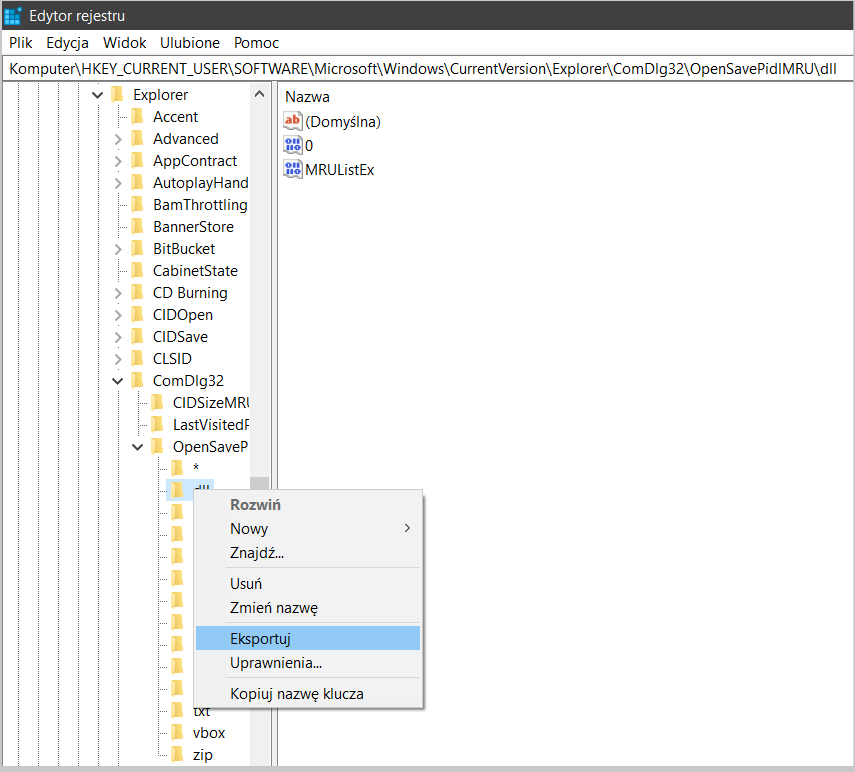 Edytor rejestru
Plik Edycja Widok Ulubione Pomoc
Komputer\HKEY_CURRENT_USER\SOFTWARE\Microsoft\Windows\CurrentVersion\Explorer\ComDlg32\OpenSavePidlMRU\dll
Explorer
Accent
Advanced
AppContract
AutoplayHand
BamThrottling
BannerStore
BitBucket
CabinetState
CD Burning
CIDOpen
CIDSave
CLSID
ComDlg32
CIDSizeMRU
LastVisitedP
OpenSaveP
*
dll
txt
vbox
zip
Nazwa
(Domyślna)
0
MRUListEx
Rozwiń
Nowy
Znajdź...
Usuń
Zmień nazwę
Eksportuj
Uprawnienia...
Kopiuj nazwę klucza